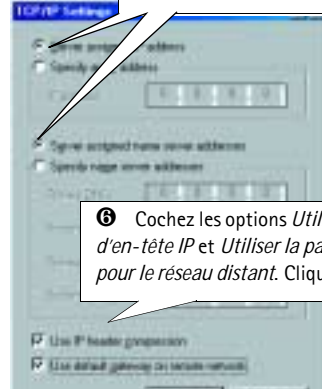 TCP/IP Settings
Server assigned IP address
Specify an IP address
Server assigned name server addresses
Specify name server addresses
❻ Cochez les options Util
d'en-tête IP et Utiliser la pa
pour le réseau distant. Cliqu
Use IP header compression
Use default gateway on remote network